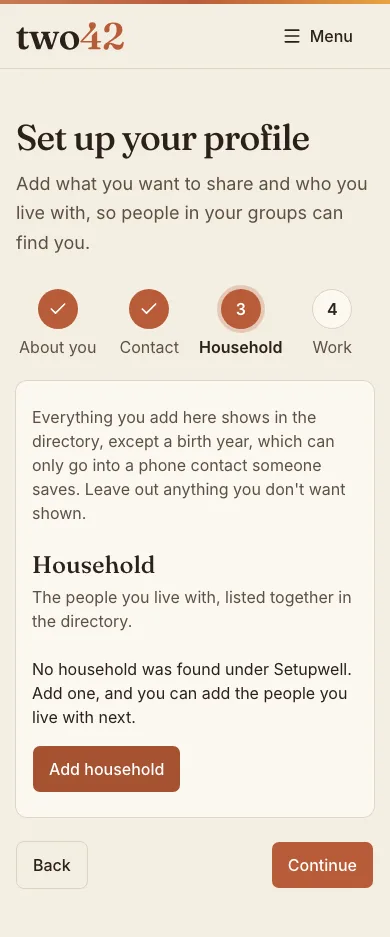 two42
Menu
Set up your profile
Add what you want to share and who you
live with, so people in your groups can
find you.
3
4
About you
Contact
Household
Work
Everything you add here shows in the
directory, except a birth year, which can
only go into a phone contact someone
saves. Leave out anything you don't want
shown.
Household
The people you live with, listed together in
the directory.
No household was found under Setupwell.
Add one, and you can add the people you
live with next.
Add household
Back
Continue